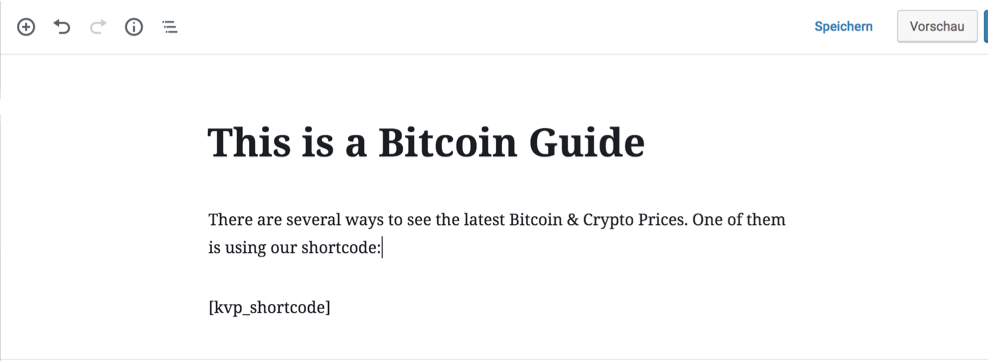 Speichern Vorschau
This is a Bitcoin Guide
There are several ways to see the latest Bitcoin & Crypto Prices. One of them
is using our shortcode:
[kvp_shortcode]